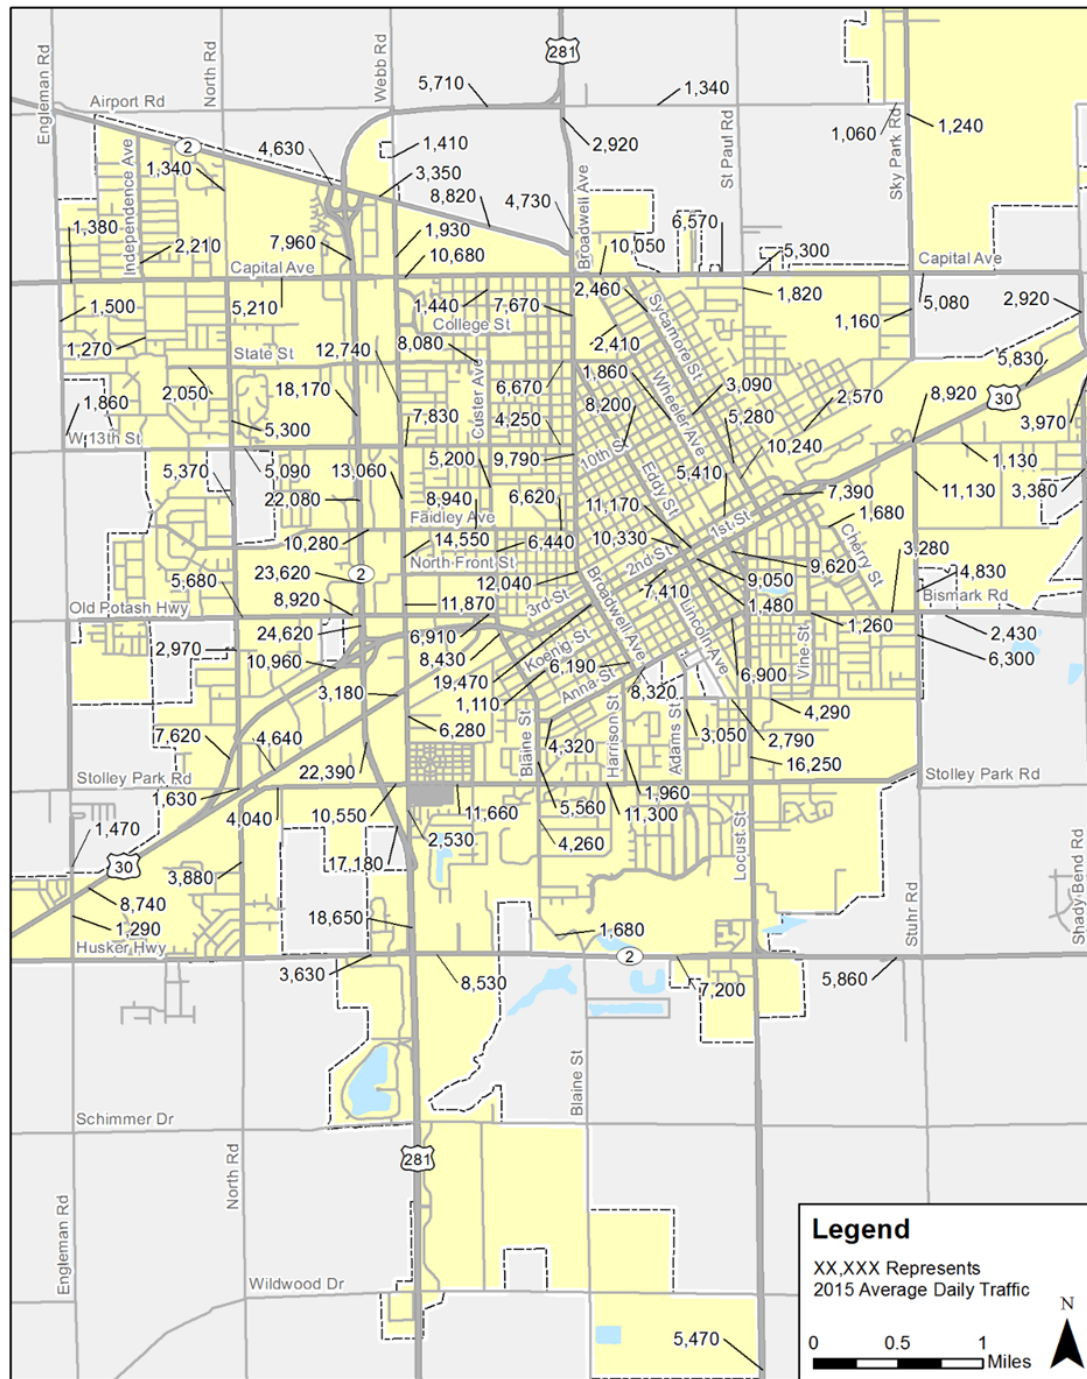 281
Engleman Rd
North Rd
Webb Rd
5,710
1,340
Airport Rd
St Paul Rd
1,060
Sky Park Rd
1,240
2
Independence Ave
4,630
1,410
2,920
1,340
3,350
8,820
4,730
Broadwell Ave
6,570
1,380
2,210
7,960
1,930
10,050
5,300
Capital Ave
10,680
Capital Ave
1,500
5,210
1,440
7,670
2,460
1,820
5,080
2,920
College St
Sycamore St
1,160
1,270
State St
12,740
8,080
2,410
5,830
2,050
18,170
Custer Ave
6,670
1,860
Wheeler Ave
3,090
2,570
8,920
30
1,860
7,830
4,250
8,200
5,280
3,970
W 13th St
5,300
10th St
10,240
5,370
5,090
13,060
5,200
9,790
Eddy St
5,410
1,130
22,080
8,940
6,620
11,170
7,390
11,130
3,380
Faidley Ave
1st St
1,680
10,280
14,550
6,440
10,330
Cherry St
3,280
North Front St
2nd St
9,620
23,620
2
12,040
9,050
4,830
5,680
8,920
Broadwell Ave
7,410
1,480
Bismark Rd
Old Potash Hwy
11,870
3rd St
Lincoln Ave
1,260
2,430
24,620
6,910
Vine St
2,970
8,430
Koenig St
6,300
10,960
6,190
6,900
19,470
Anna St
8,320
3,180
1,110
4,290
6,280
Blaine St
Harrison St
Adams St
3,050
2,790
7,620
4,640
4,320
22,390
16,250
Stolley Park Rd
Stolley Park Rd
1,630
1,960
4,040
10,550
11,660
5,560
11,300
1,470
2,530
4,260
Locust St
30
17,180
3,880
8,740
Stuhr Rd
Shady Bend Rd
1,290
18,650
1,680
Husker Hwy
2
3,630
8,530
7,200
5,860
Blaine St
Schimmer Dr
281
North Rd
Engleman Rd
Wildwood Dr
5,470
Legend
XX,XXX Represents
2015 Average Daily Traffic
N
0 0.5 1
Miles